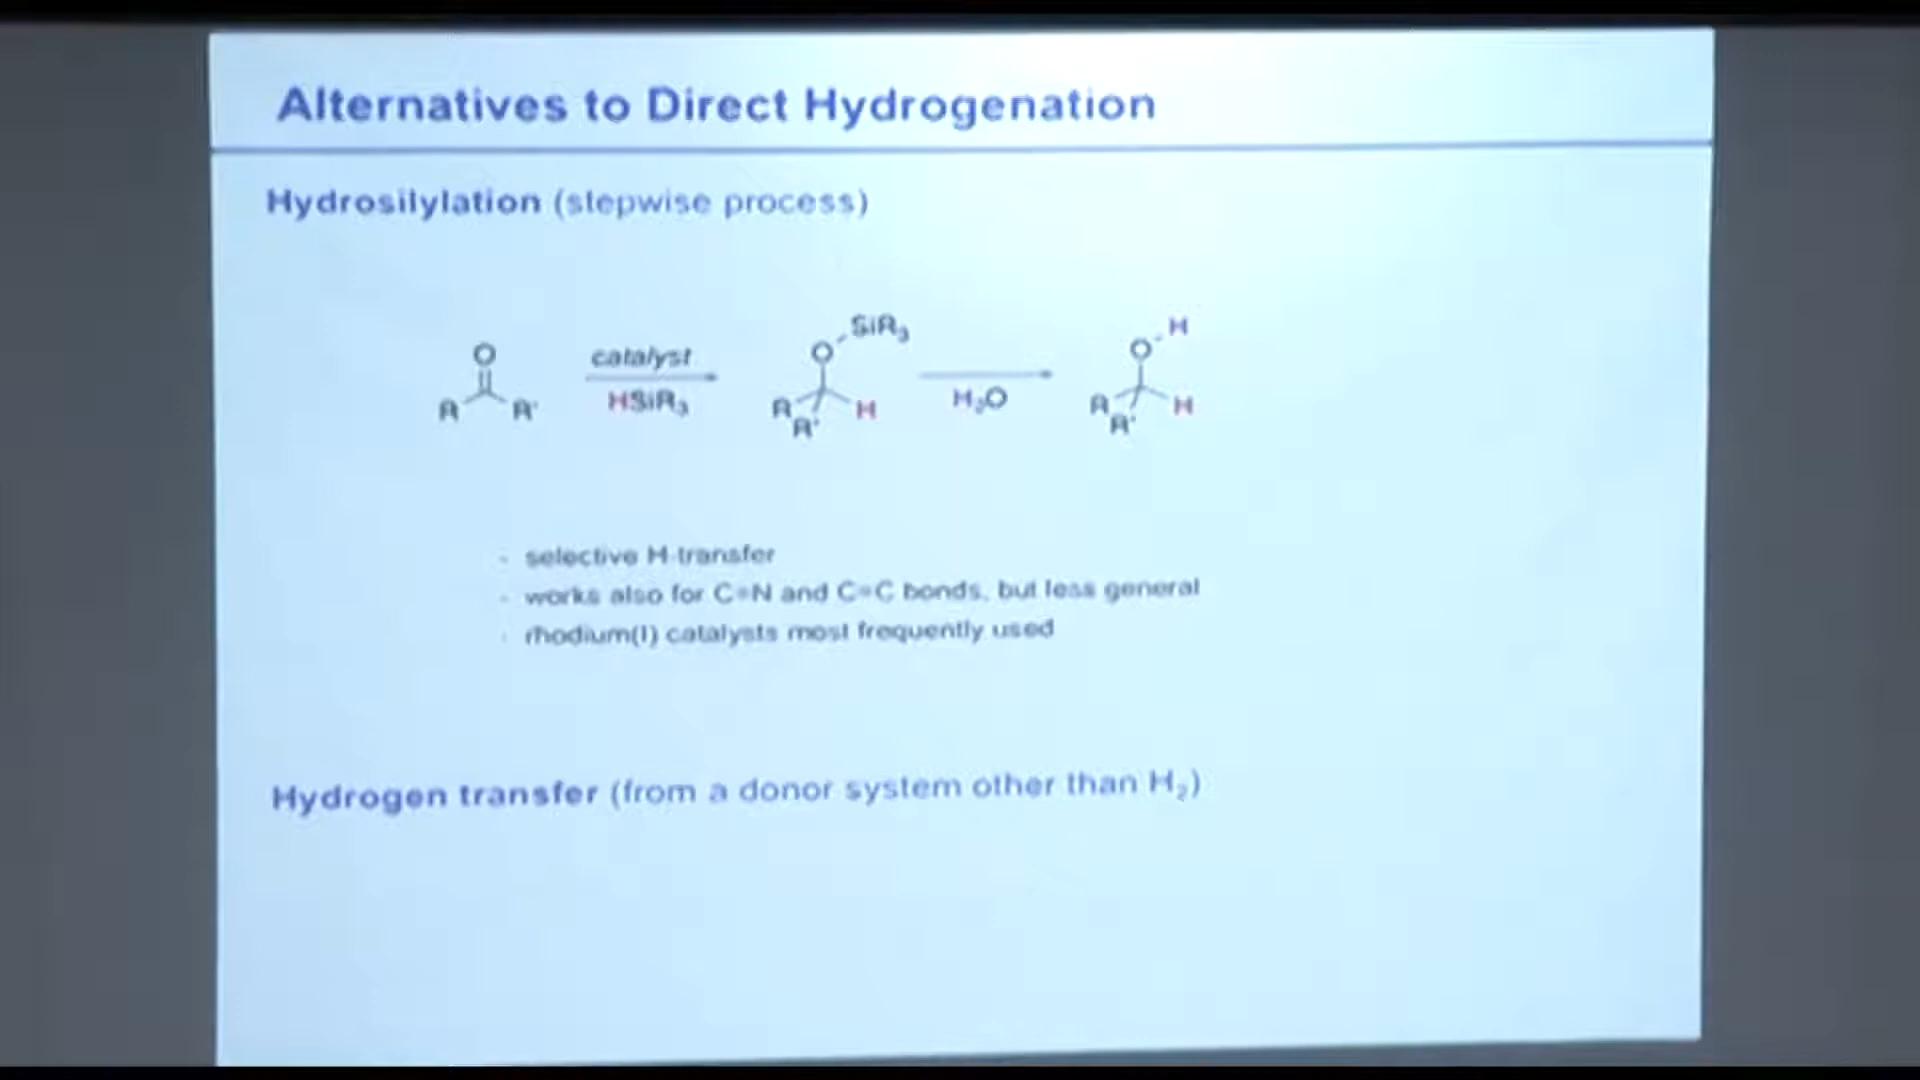 Alternatives to Direct Hydrogenation
Hydrosilylation (stepwise process)
O
R R'
catalyst
HSiR₃
O SiR₃
R H
R'
H₂O
O H
R H
R'
- selective H-transfer
- works also for C=N and C=C bonds, but less general
- rhodium(I) catalysts most frequently used
Hydrogen transfer (from a donor system other than H₂)